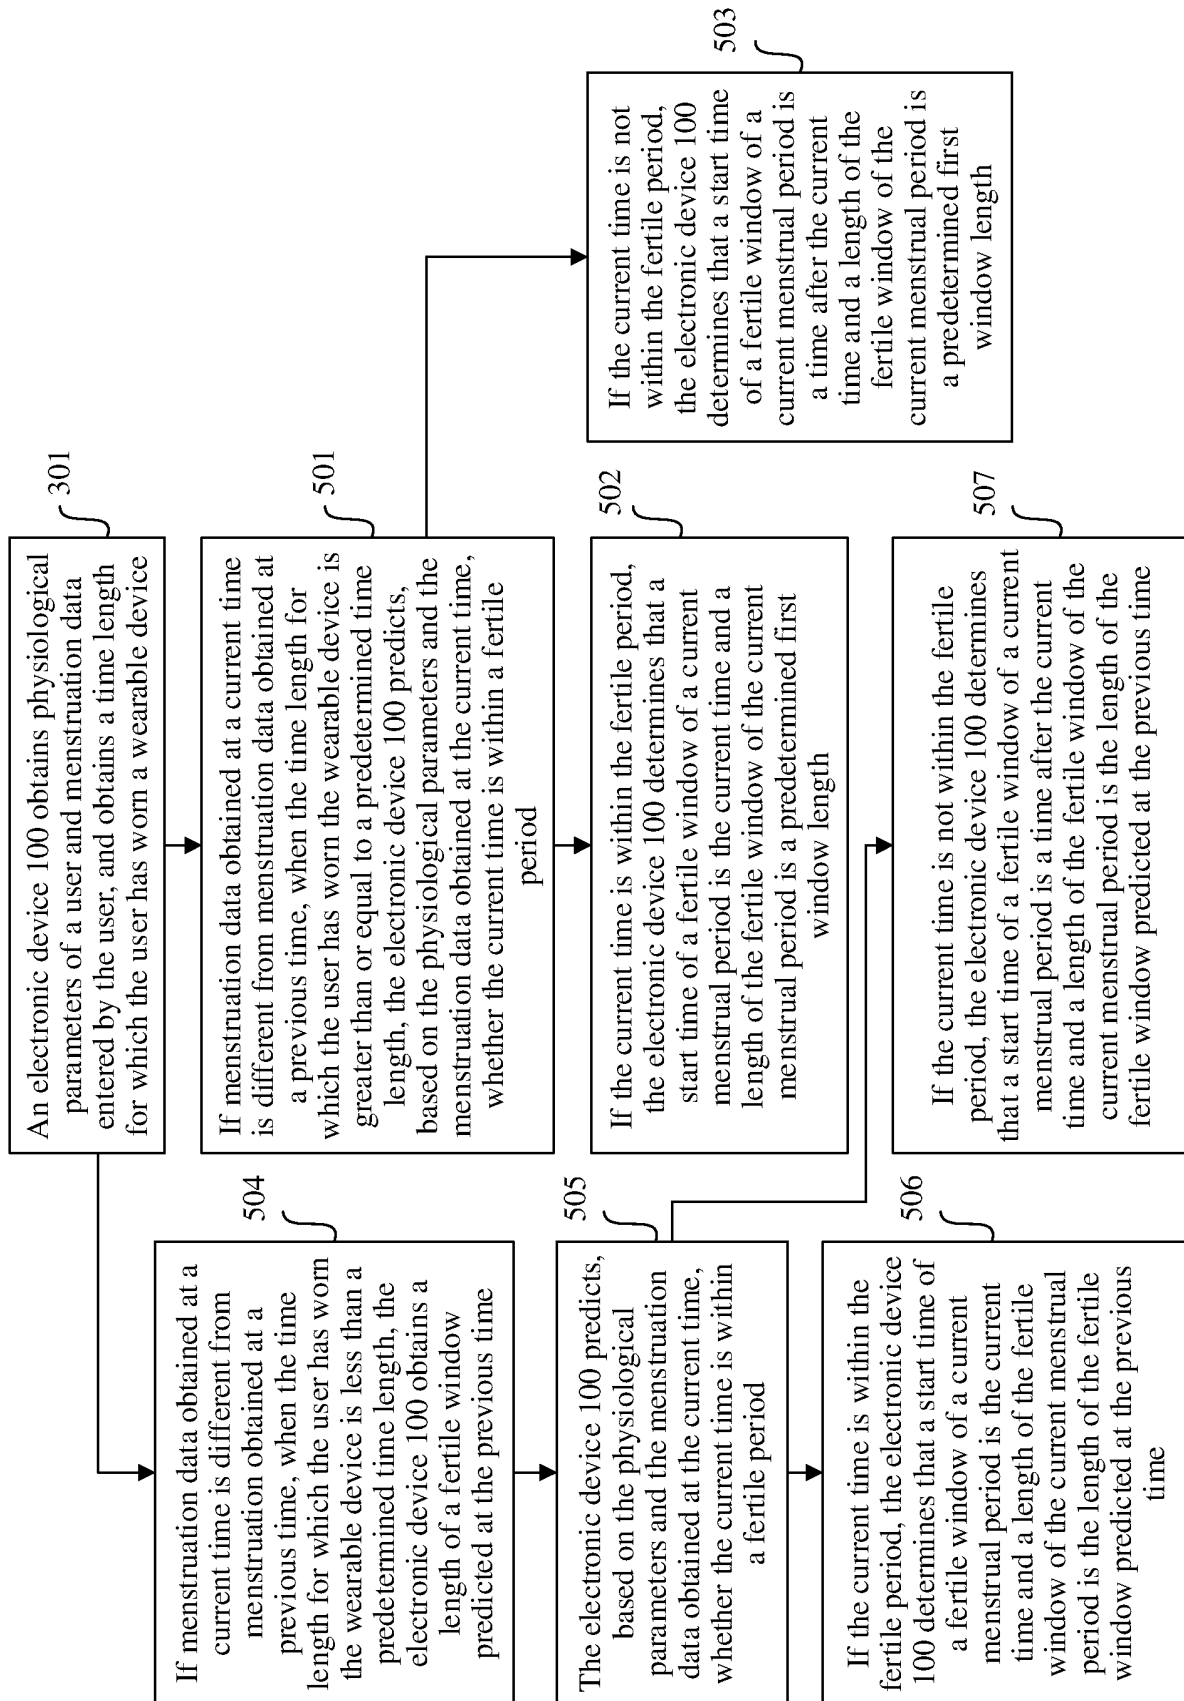 An electronic device 100 obtains physiological
parameters of a user and menstruation data
entered by the user, and obtains a time length
for which the user has worn a wearable device
301
If menstruation data obtained at a current time
is different from menstruation data obtained at
a previous time, when the time length for
which the user has worn the wearable device is
greater than or equal to a predetermined time
length, the electronic device 100 predicts,
based on the physiological parameters and the
menstruation data obtained at the current time,
whether the current time is within a fertile
period
501
If the current time is within the fertile period,
the electronic device 100 determines that a
start time of a fertile window of a current
menstrual period is the current time and a
length of the fertile window of the current
menstrual period is a predetermined first
window length
502
If the current time is not
within the fertile period,
the electronic device 100
determines that a start time
of a fertile window of a
current menstrual period is
a time after the current
time and a length of the
fertile window of the
current menstrual period is
a predetermined first
window length
503
If menstruation data obtained at a
current time is different from
menstruation data obtained at a
previous time, when the time
length for which the user has worn
the wearable device is less than a
predetermined time length, the
electronic device 100 obtains a
length of a fertile window
predicted at the previous time
504
The electronic device 100 predicts,
based on the physiological
parameters and the menstruation
data obtained at the current time,
whether the current time is within
a fertile period
505
If the current time is within the
fertile period, the electronic device
100 determines that a start time of
a fertile window of a current
menstrual period is the current
time and a length of the fertile
window of the current menstrual
period is the length of the fertile
window predicted at the previous
time
506
If the current time is not within the fertile
period, the electronic device 100 determines
that a start time of a fertile window of a current
menstrual period is a time after the current
time and a length of the fertile window of the
current menstrual period is the length of the
fertile window predicted at the previous time
507